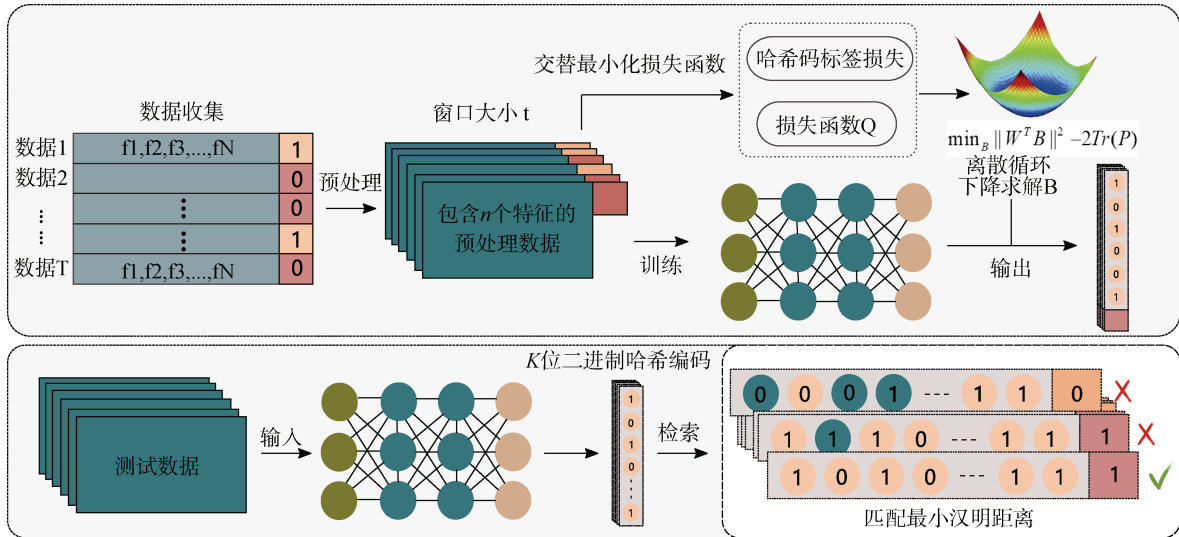 数据收集
数据1
f1,f2,f3,...,fN
1
数据2
0
⋮
0
⋮
1
数据T
f1,f2,f3,...,fN
0
预处理
窗口大小 t
包含n个特征的
预处理数据
交替最小化损失函数
哈希码标签损失
损失函数Q
min_B ‖W^T B‖² −2Tr(P)
离散循环
下降求解B
训练
输出
1
0
1
0
0
1
测试数据
输入
K位二进制哈希编码
1
0
1
0
1
检索
0 0 0 1 --- 1 1 0 X
1 1 1 0 --- 1 1 1 X
1 0 1 0 --- 1 1 1 ✓
匹配最小汉明距离